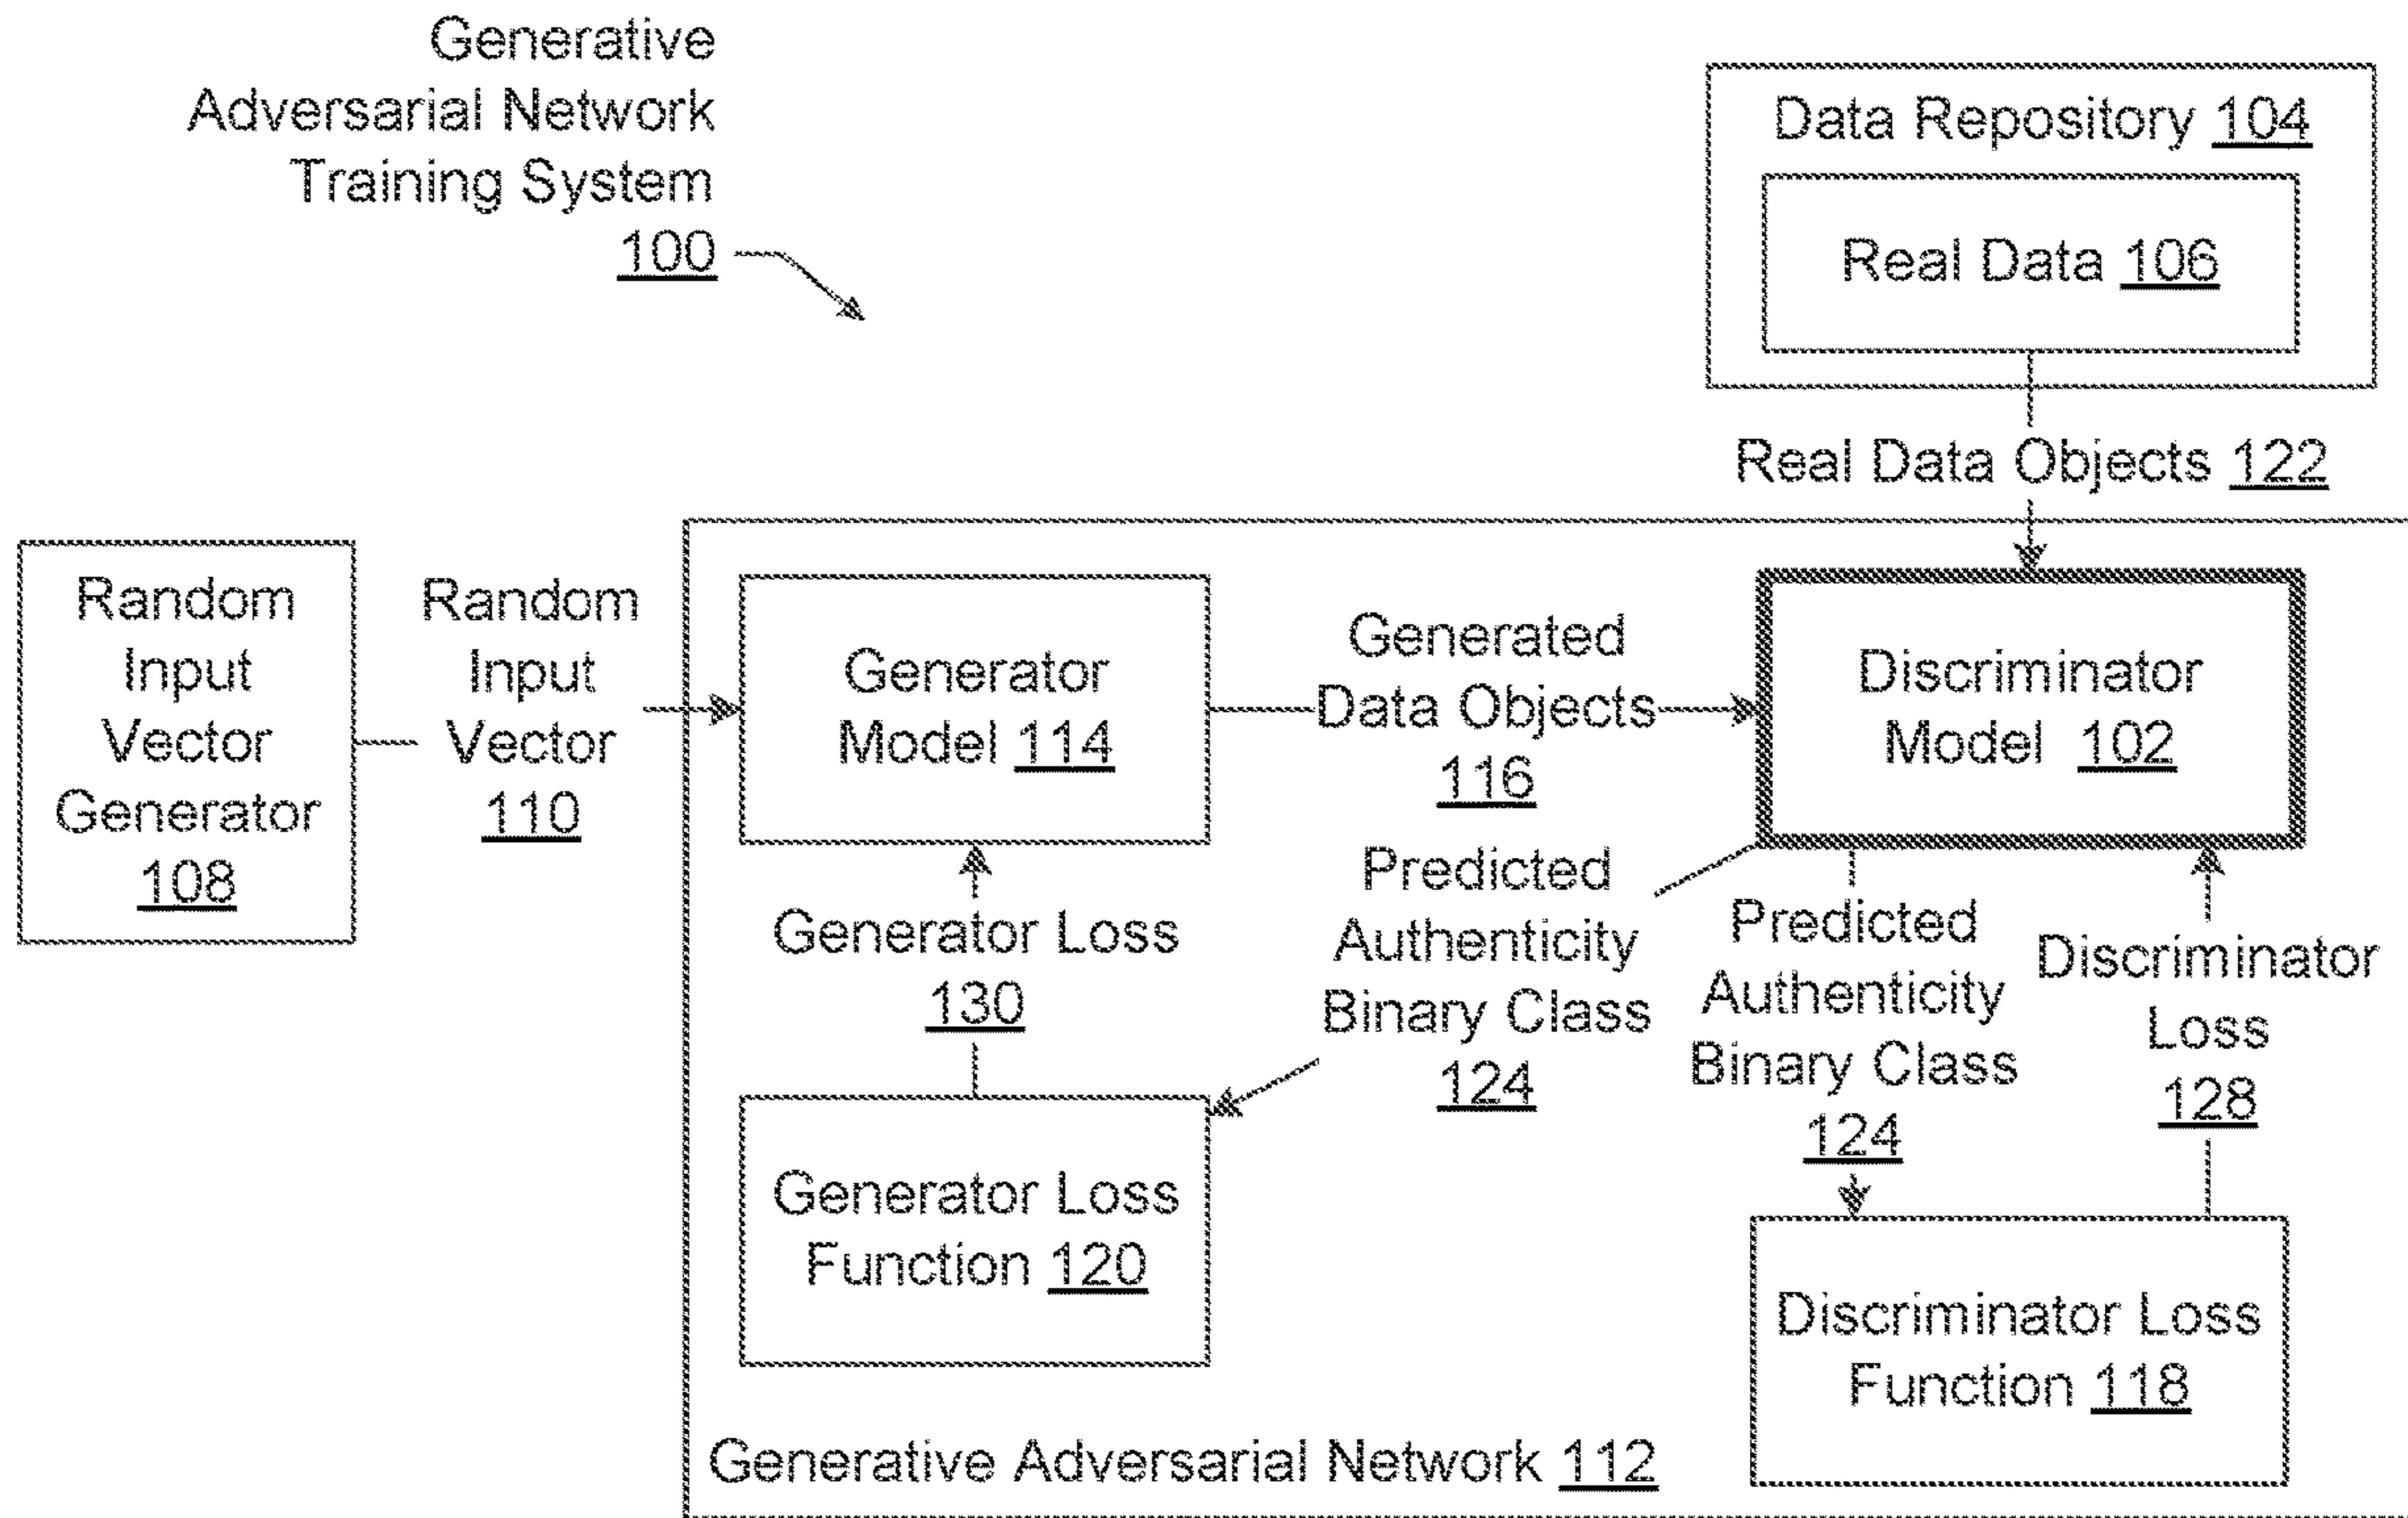 Generative
Adversarial Network
Training System
100
Data Repository 104
Real Data 106
Real Data Objects 122
Random
Input
Vector
Generator
108
Random
Input
Vector
110
Generator
Model 114
Generated
Data Objects
116
Discriminator
Model 102
Generator Loss
130
Predicted
Authenticity
Binary Class
124
Predicted
Authenticity
Binary Class
124
Discriminator
Loss
128
Generator Loss
Function 120
Discriminator Loss
Function 118
Generative Adversarial Network 112